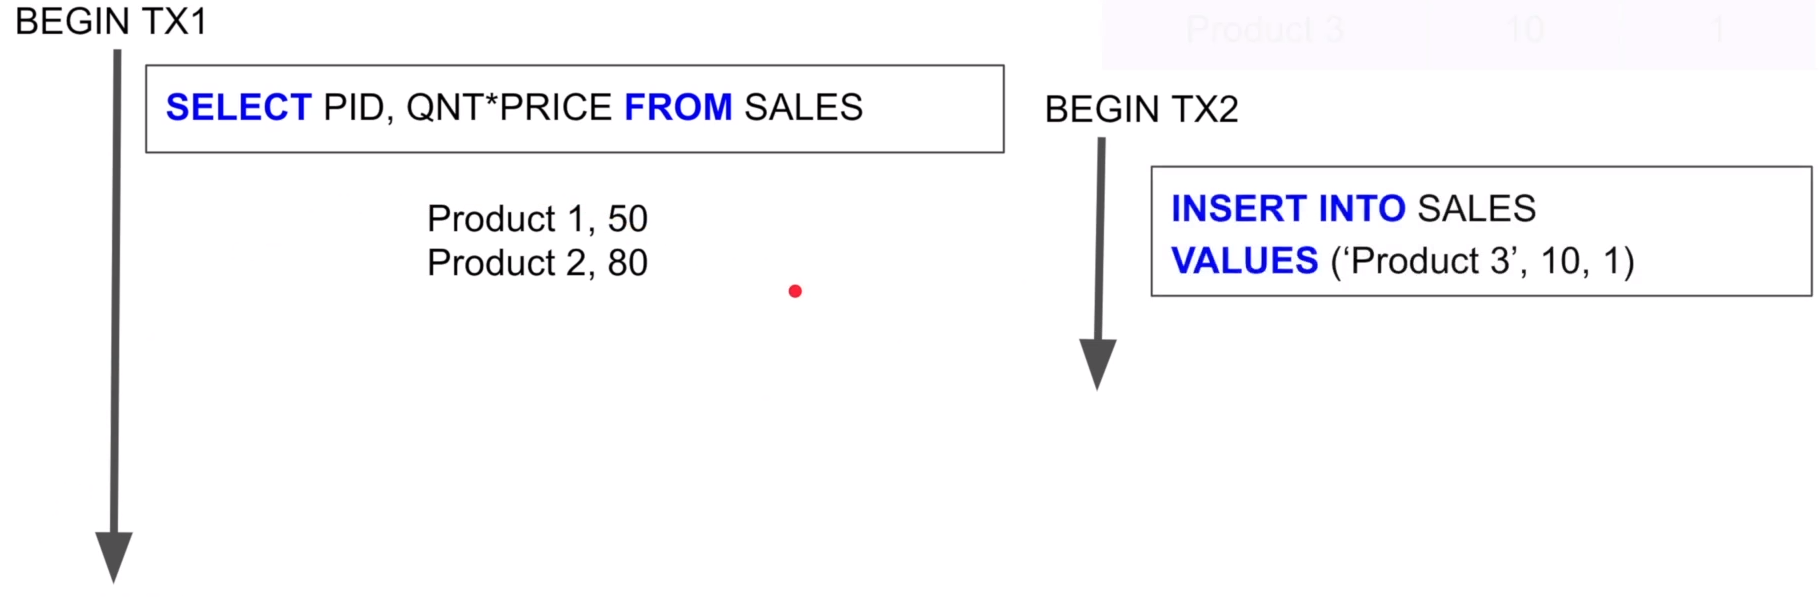 BEGIN TX1
Product 3 10 1
SELECT PID, QNT*PRICE FROM SALES
BEGIN TX2
Product 1, 50
Product 2, 80
INSERT INTO SALES
VALUES (‘Product 3’, 10, 1)